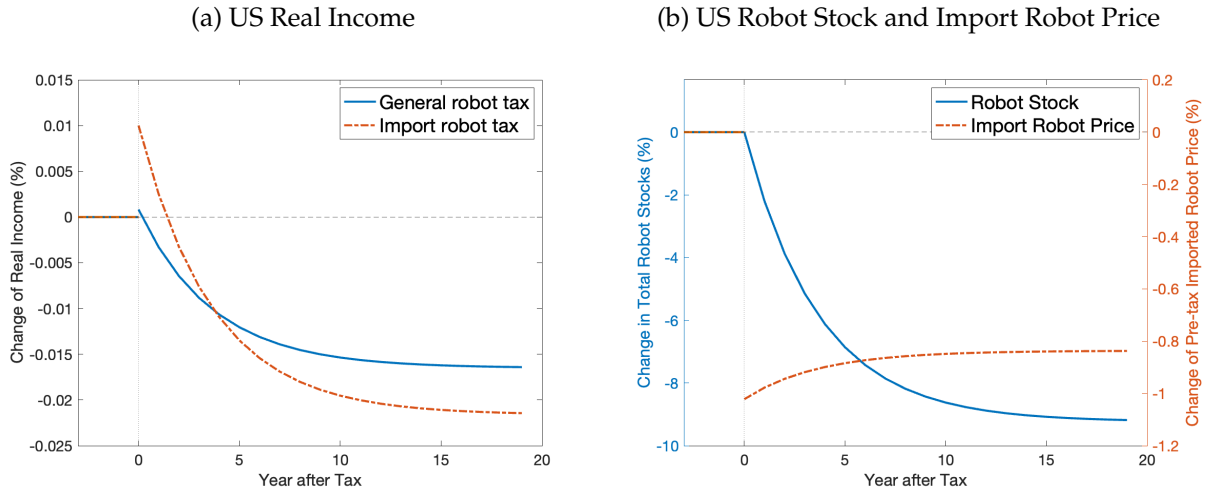 (a) US Real Income
Change of Real Income (%)
0.015
0.01
0.005
0
-0.005
-0.01
-0.015
-0.02
-0.025
General robot tax
Import robot tax
0 5 10 15 20
Year after Tax
(b) US Robot Stock and Import Robot Price
Change in Total Robot Stocks (%)
0
-2
-4
-6
-8
-10
Robot Stock
Import Robot Price
0.2
0
-0.2
-0.4
-0.6
-0.8
-1
-1.2
Change of Pre-tax Imported Robot Price (%)
0 5 10 15 20
Year after Tax